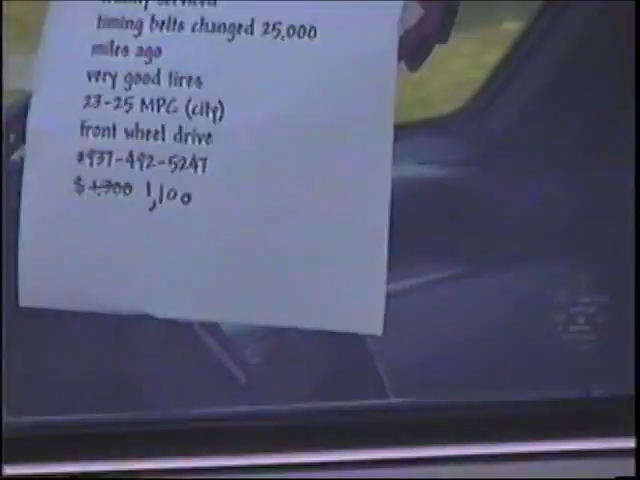 timing belts changed 25,000
miles ago
very good tires
23-25 MPG (city)
front wheel drive
#937-492-5247
$ 1,300 1,100